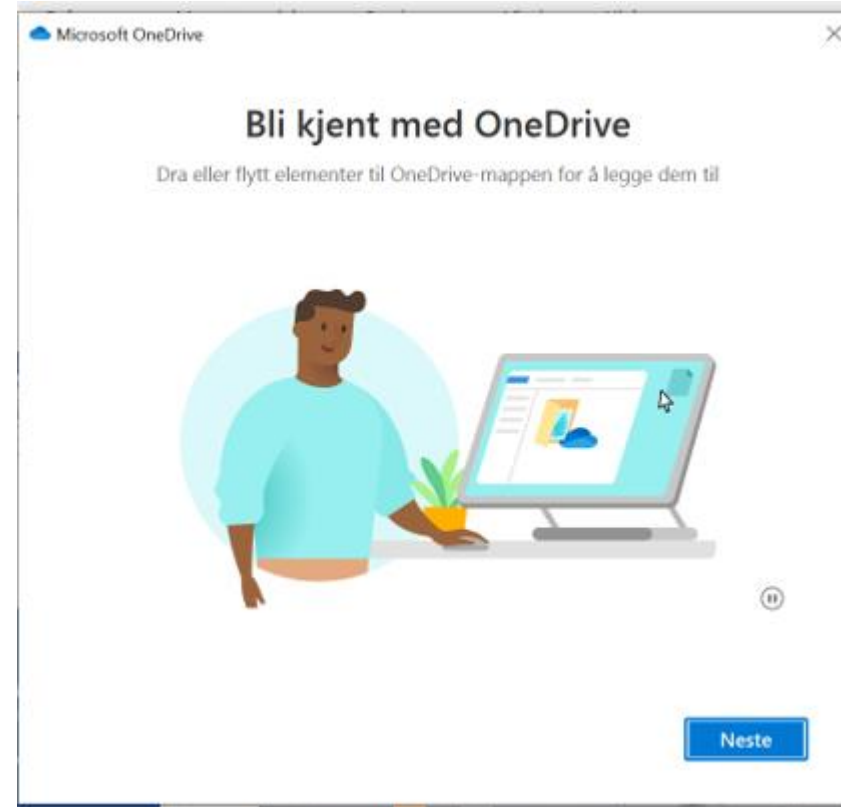 Microsoft OneDrive
Bli kjent med OneDrive
Dra eller flytt elementer til OneDrive-mappen for å legge dem til
Neste